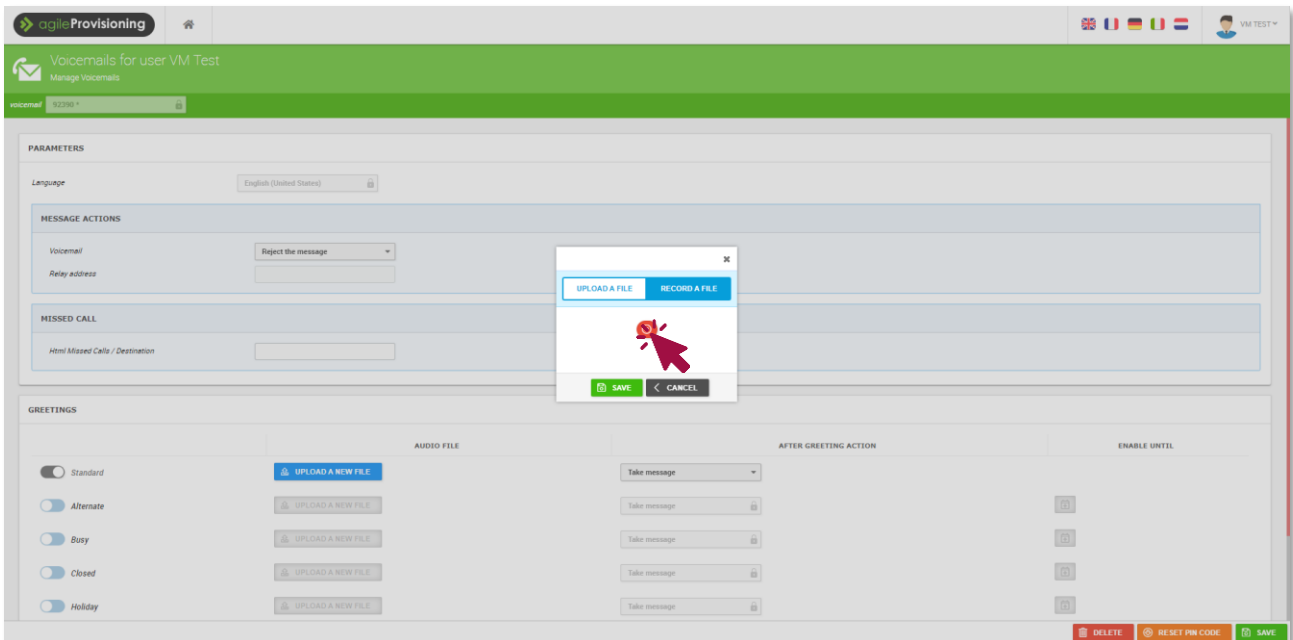 agileProvisioning
VM TEST
Voicemails for user VM Test
Manage Voicemails
voicemail 92398 *
PARAMETERS
Language English (United States)
MESSAGE ACTIONS
Voicemail Reject the message
Relay address
UPLOAD A FILE RECORD A FILE
MISSED CALL
Html Missed Calls / Destination
SAVE CANCEL
GREETINGS
AUDIO FILE AFTER GREETING ACTION ENABLE UNTIL
Standard UPLOAD A NEW FILE Take message
Alternate UPLOAD A NEW FILE Take message
Busy UPLOAD A NEW FILE Take message
Closed UPLOAD A NEW FILE Take message
Holiday UPLOAD A NEW FILE Take message
DELETE RESET PIN CODE SAVE